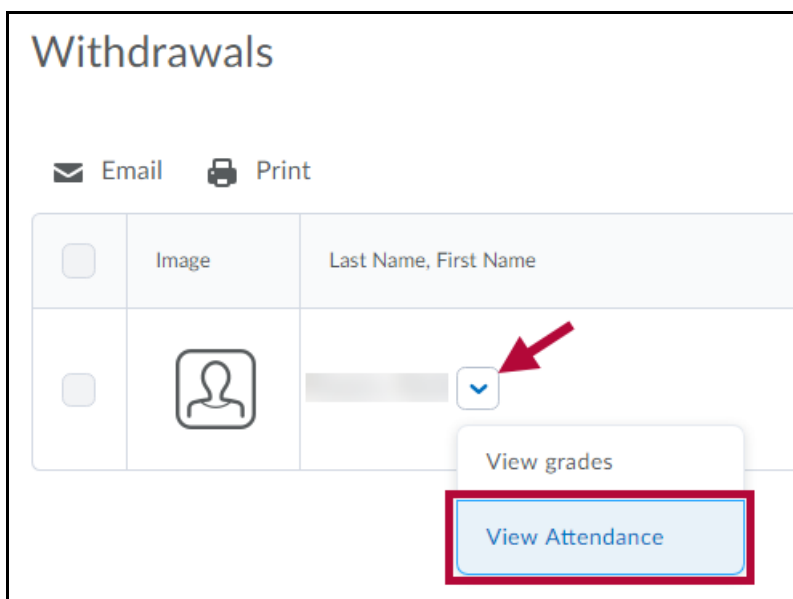 Withdrawals
Email Print
Image Last Name, First Name
View grades
View Attendance